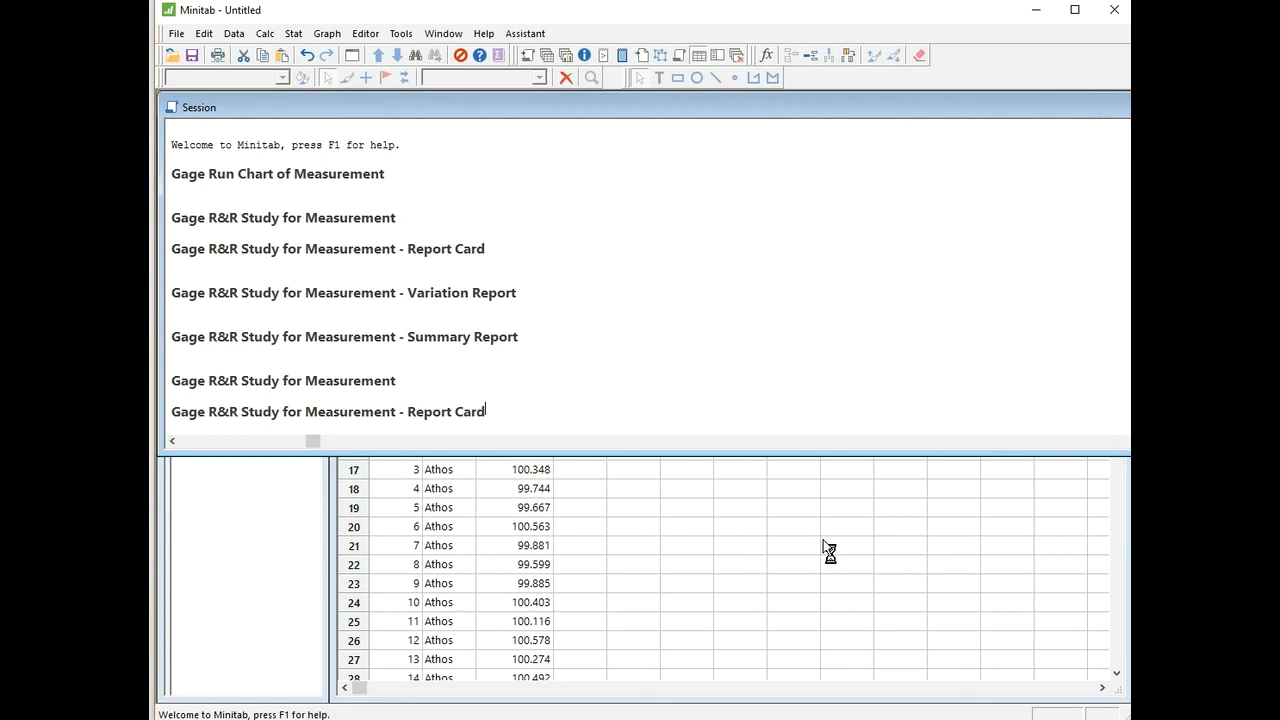 Minitab - Untitled
File Edit Data Calc Stat Graph Editor Tools Window Help Assistant
Session
Welcome to Minitab, press F1 for help.
Gage Run Chart of Measurement
Gage R&R Study for Measurement
Gage R&R Study for Measurement - Report Card
Gage R&R Study for Measurement - Variation Report
Gage R&R Study for Measurement - Summary Report
Gage R&R Study for Measurement
Gage R&R Study for Measurement - Report Card
17 3 Athos 100.348
18 4 Athos 99.744
19 5 Athos 99.667
20 6 Athos 100.563
21 7 Athos 99.881
22 8 Athos 99.599
23 9 Athos 99.885
24 10 Athos 100.403
25 11 Athos 100.116
26 12 Athos 100.578
27 13 Athos 100.274
28 14 Athos 100.492
Welcome to Minitab, press F1 for help.